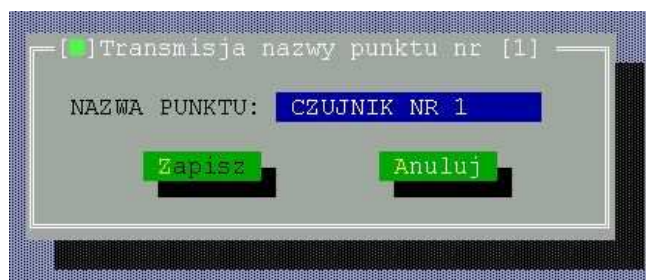 [■]Transmisja nazwy punktu nr [1]
NAZWA PUNKTU: CZUJNIK NR 1
Zapisz Anuluj